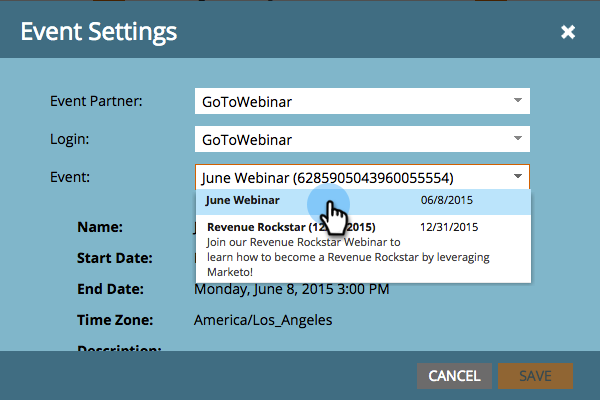 Event Settings
Event Partner: GoToWebinar
Login: GoToWebinar
Event: June Webinar (6285905043960055554)
June Webinar 06/8/2015
Revenue Rockstar (12/ 2015) 12/31/2015
Name:
Join our Revenue Rockstar Webinar to
Start Date:
learn how to become a Revenue Rockstar by leveraging
Marketo!
End Date: Monday, June 8, 2015 3:00 PM
Time Zone: America/Los_Angeles
Description:
CANCEL SAVE